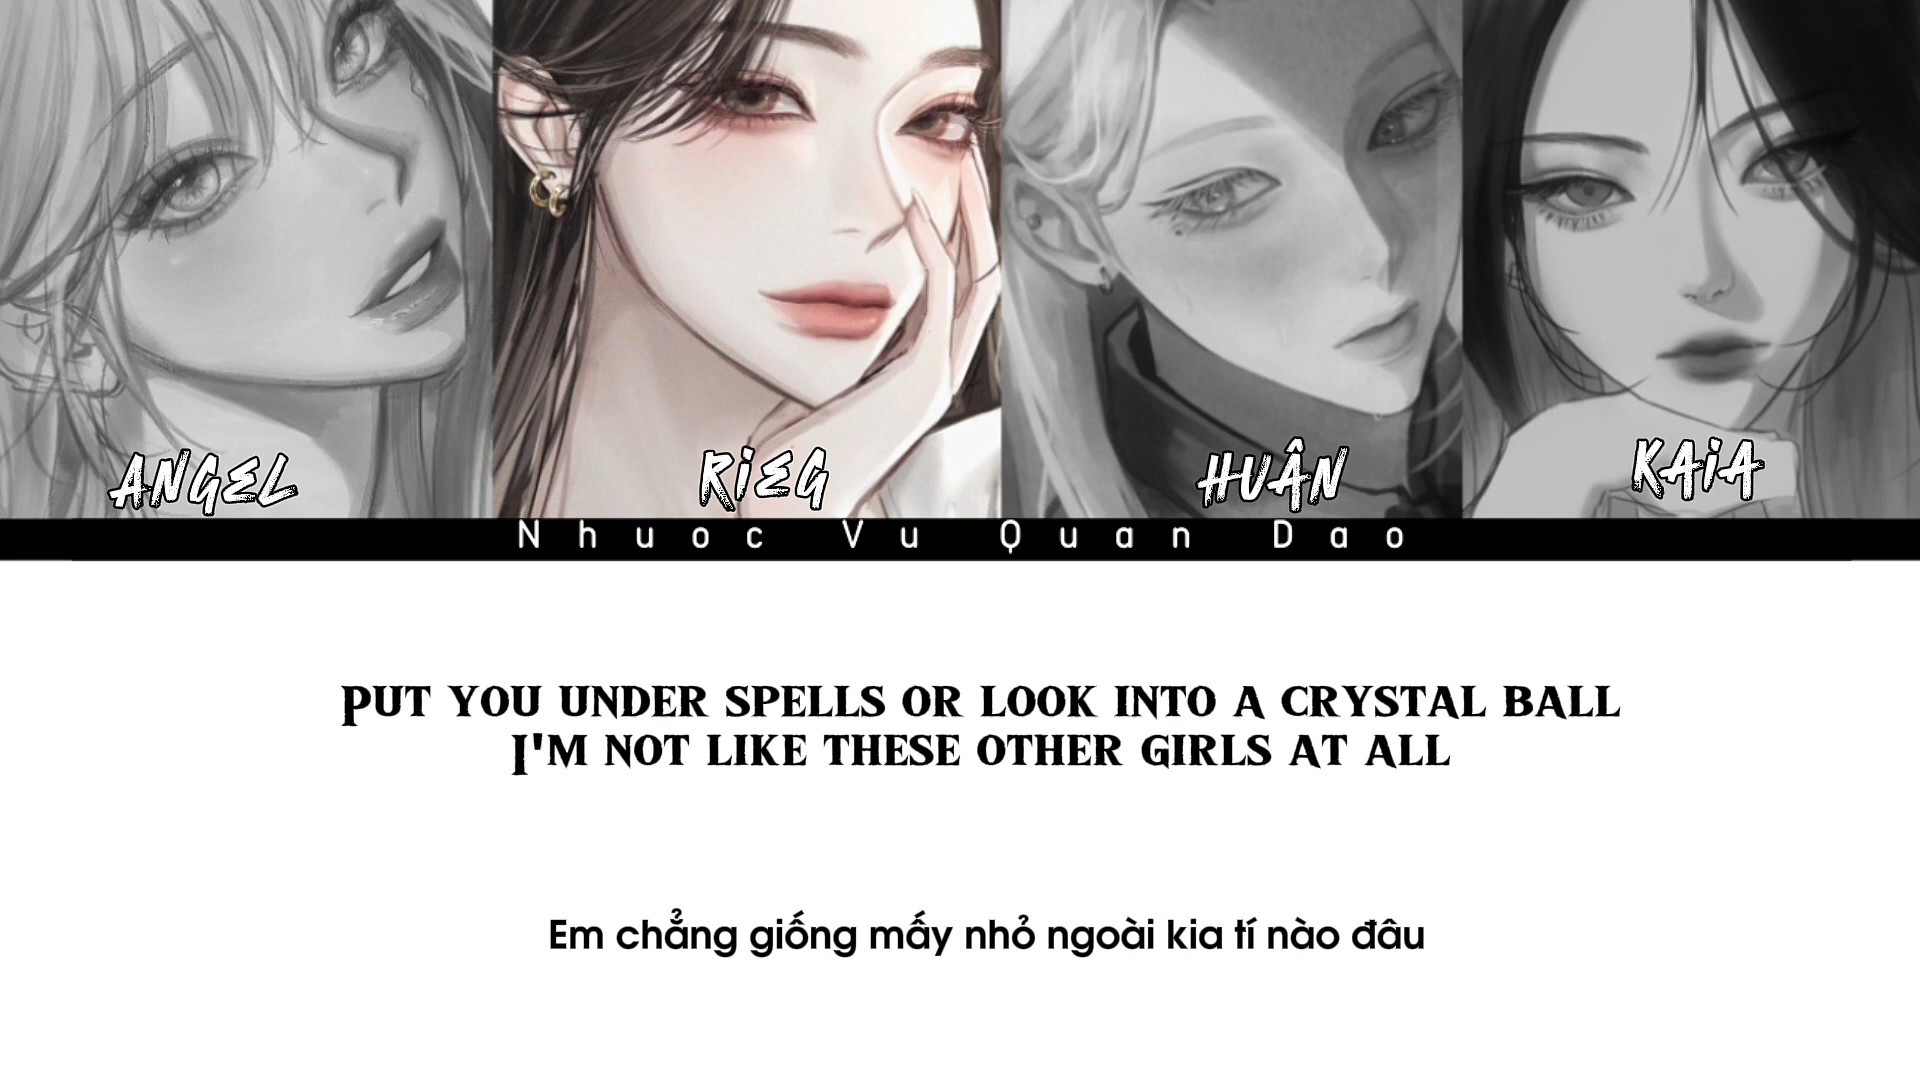 ANGEL
RiEG
HUÂN
KAiA
Nhuoc Vu Quan Dao
PUT YOU UNDER SPELLS OR LOOK INTO A CRYSTAL BALL
I'M NOT LIKE THESE OTHER GIRLS AT ALL
Em chẳng giống mấy nhỏ ngoài kia tí nào đâu